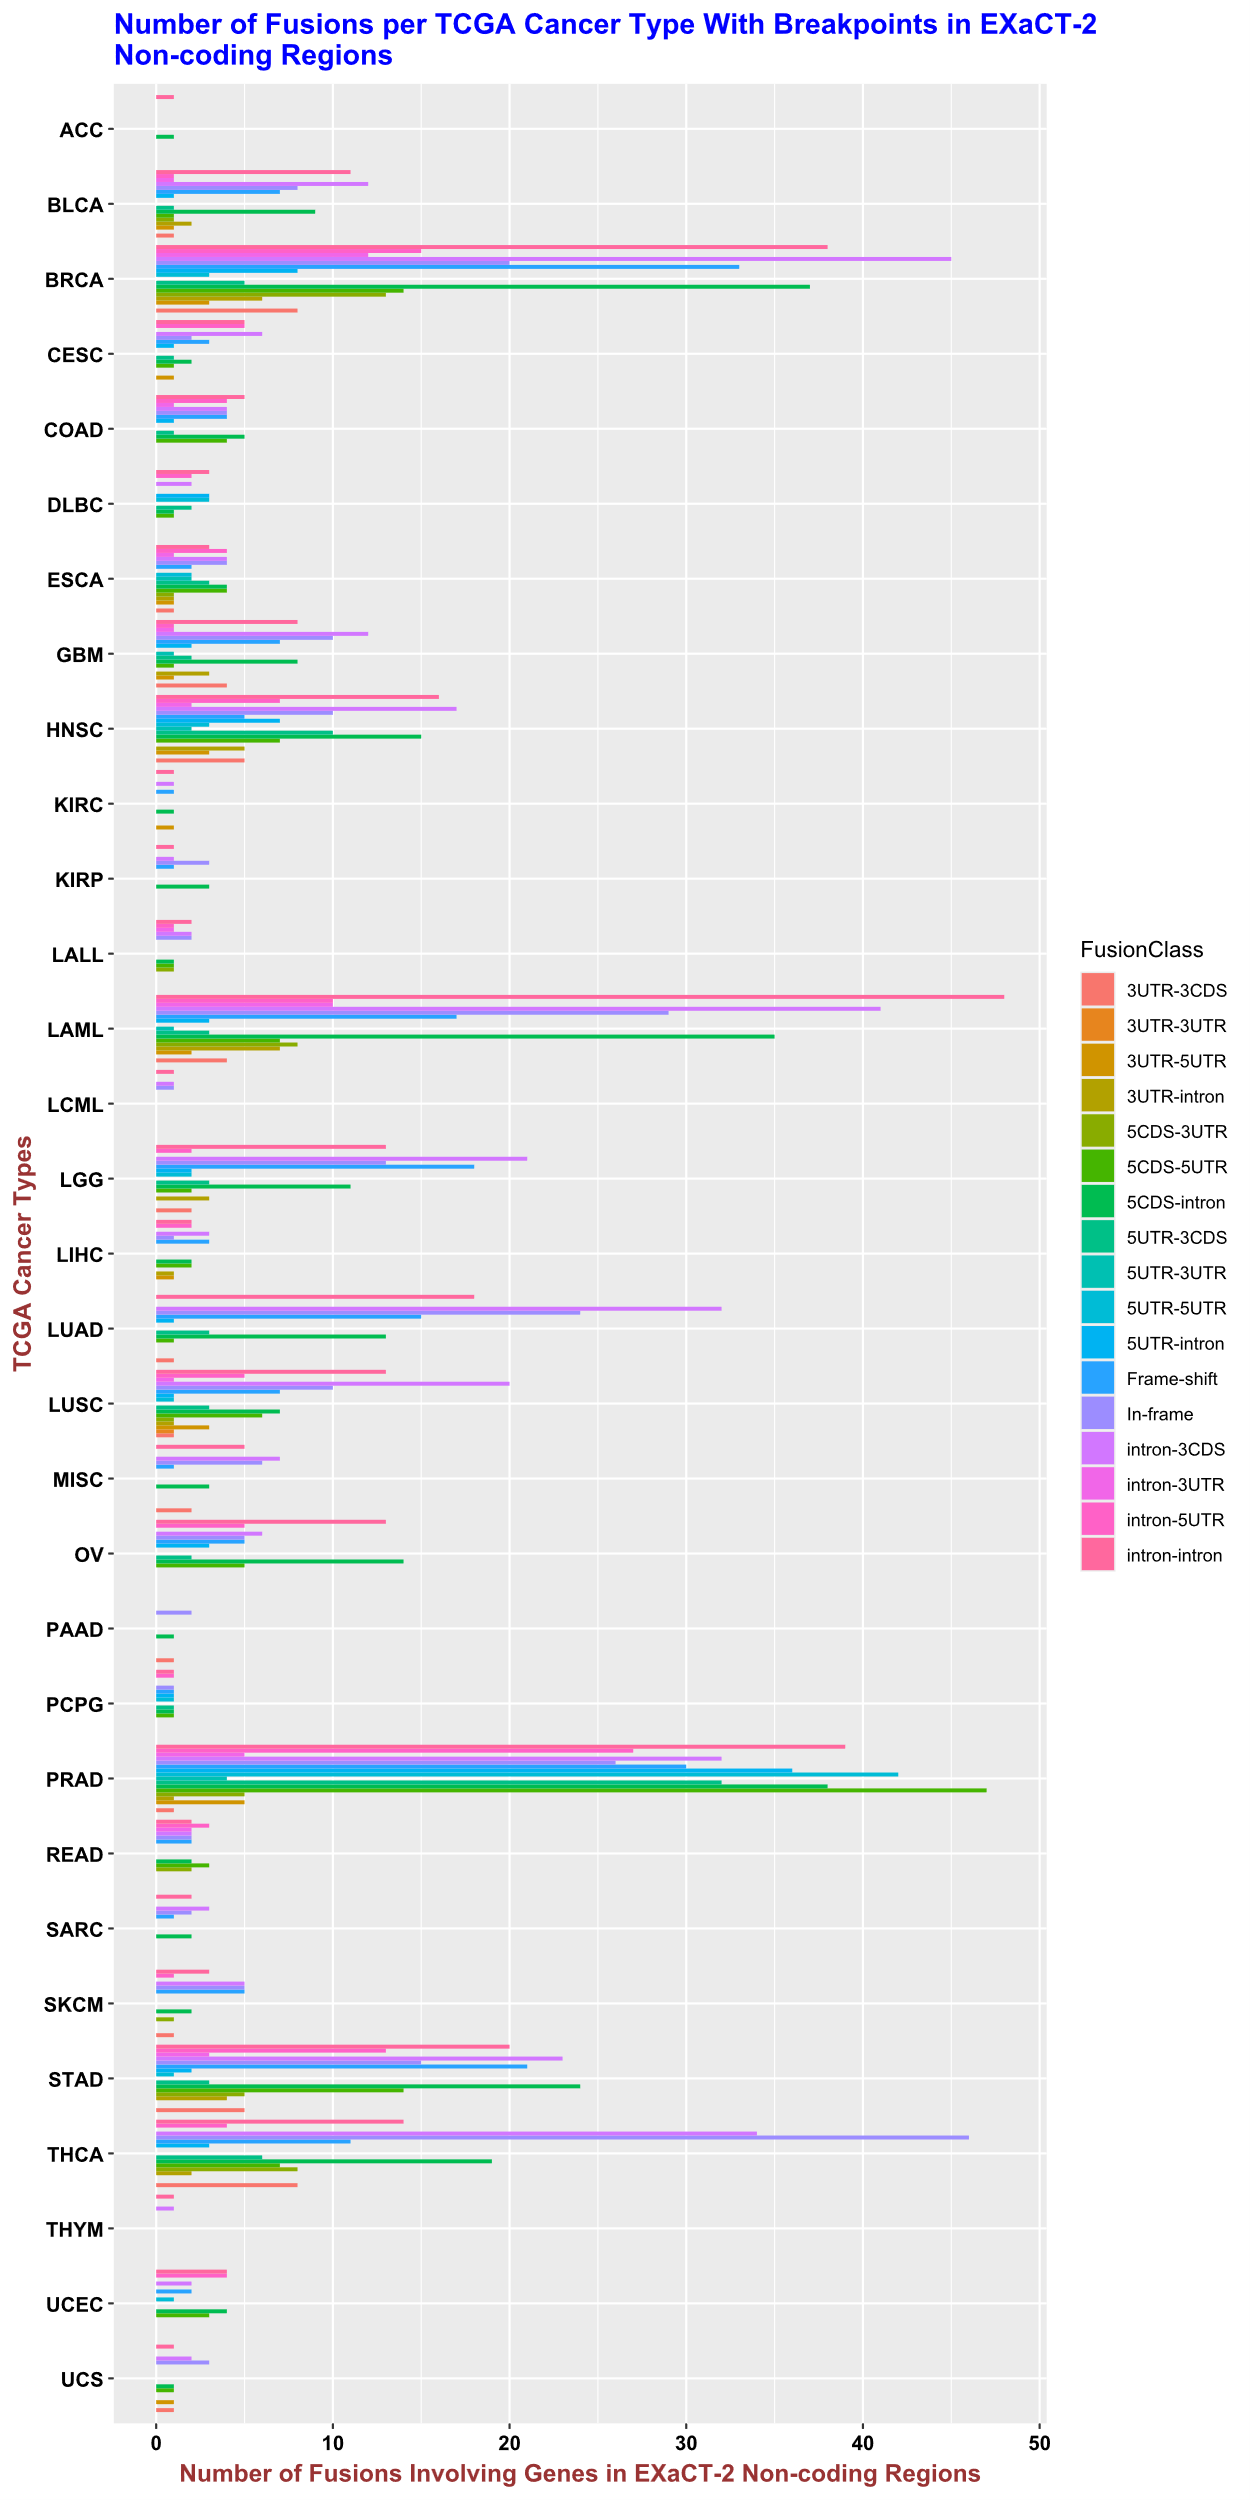 Number of Fusions per TCGA Cancer Type With Breakpoints in EXaCT-2
Non-coding Regions
TCGA Cancer Types
ACC
BLCA
BRCA
CESC
COAD
DLBC
ESCA
GBM
HNSC
KIRC
KIRP
LALL
LAML
LCML
LGG
LIHC
LUAD
LUSC
MISC
OV
PAAD
PCPG
PRAD
READ
SARC
SKCM
STAD
THCA
THYM
UCEC
UCS
0 10 20 30 40 50
Number of Fusions Involving Genes in EXaCT-2 Non-coding Regions
FusionClass
3UTR-3CDS
3UTR-3UTR
3UTR-5UTR
3UTR-intron
5CDS-3UTR
5CDS-5UTR
5CDS-intron
5UTR-3CDS
5UTR-3UTR
5UTR-5UTR
5UTR-intron
Frame-shift
In-frame
intron-3CDS
intron-3UTR
intron-5UTR
intron-intron